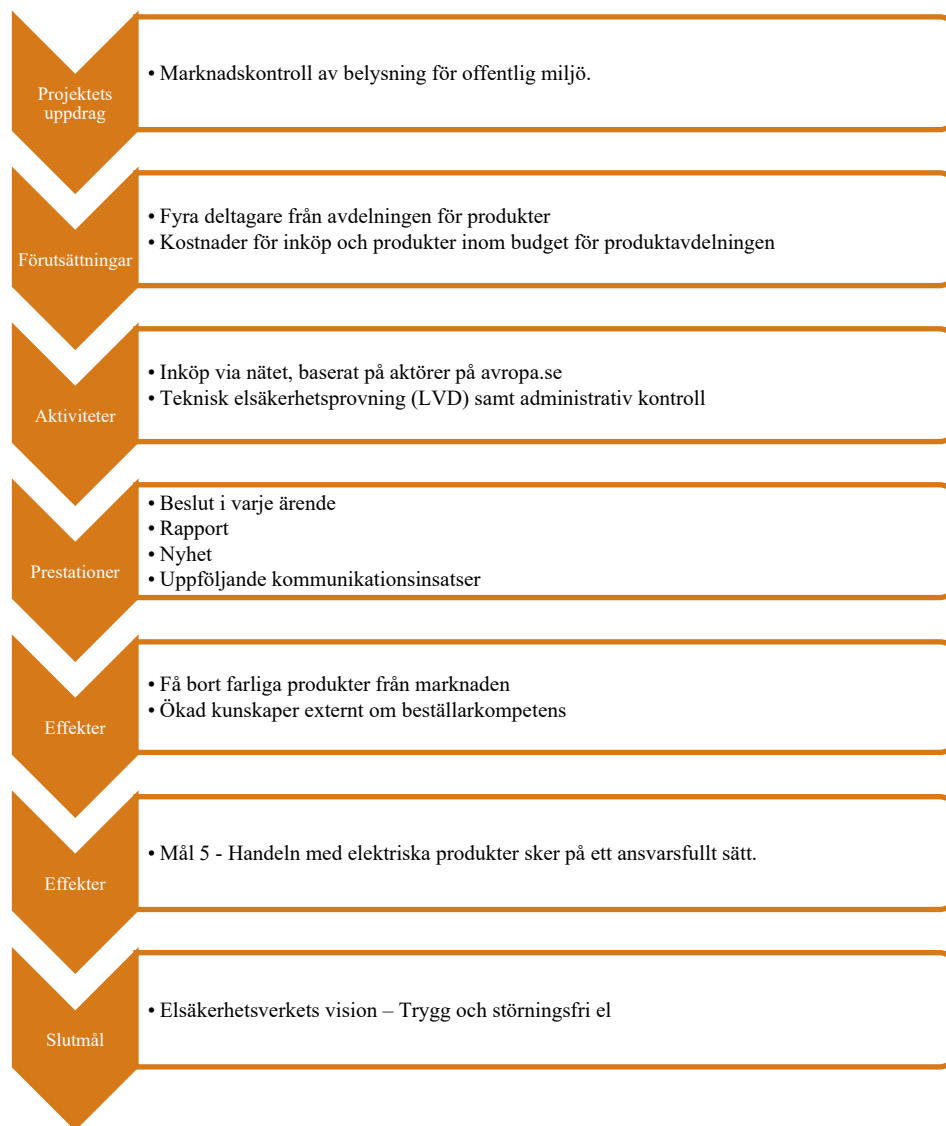 Projektets
uppdrag
• Marknadskontroll av belysning för offentlig miljö.
Förutsättningar
• Fyra deltagare från avdelningen för produkter
• Kostnader för inköp och produkter inom budget för produktavdelningen
Aktiviteter
• Inköp via nätet, baserat på aktörer på avropa.se
• Teknisk elsäkerhetsprovning (LVD) samt administrativ kontroll
Prestationer
• Beslut i varje ärende
• Rapport
• Nyhet
• Uppföljande kommunikationsinsatser
Effekter
• Få bort farliga produkter från marknaden
• Ökad kunskaper externt om beställarkompetens
Effekter
• Mål 5 - Handeln med elektriska produkter sker på ett ansvarsfullt sätt.
Slutmål
• Elsäkerhetsverkets vision – Trygg och störningsfri el